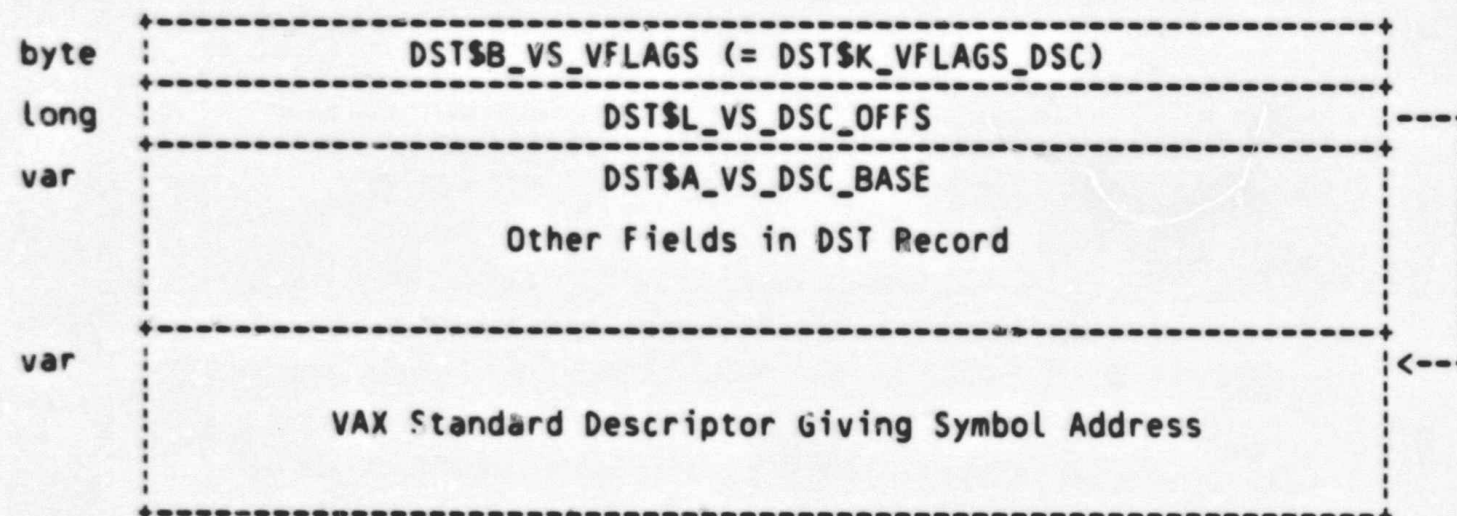 byte DST$B_VS_VFLAGS (= DST$K_VFLAGS_DSC)
long DST$L_VS_DSC_OFFS
var DST$A_VS_DSC_BASE
Other Fields in DST Record
var
VAX Standard Descriptor Giving Symbol Address